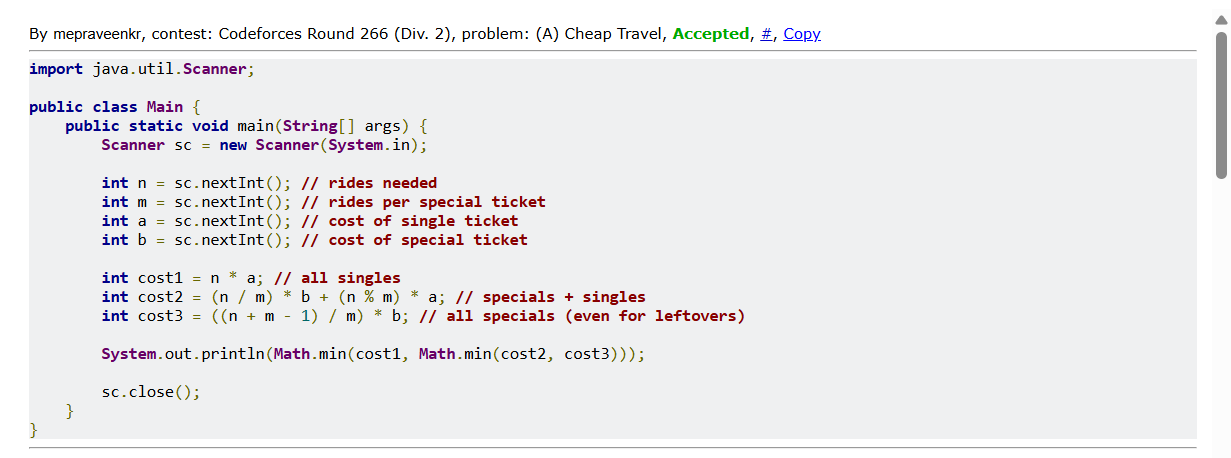 By mepraveenkr, contest: Codeforces Round 266 (Div. 2), problem: (A) Cheap Travel, Accepted, #, Copy
import java.util.Scanner;
public class Main {
    public static void main(String[] args) {
        Scanner sc = new Scanner(System.in);
        int n = sc.nextInt(); // rides needed
        int m = sc.nextInt(); // rides per special ticket
        int a = sc.nextInt(); // cost of single ticket
        int b = sc.nextInt(); // cost of special ticket
        int cost1 = n * a; // all singles
        int cost2 = (n / m) * b + (n % m) * a; // specials + singles
        int cost3 = ((n + m - 1) / m) * b; // all specials (even for leftovers)
        System.out.println(Math.min(cost1, Math.min(cost2, cost3)));
        sc.close();
    }
}